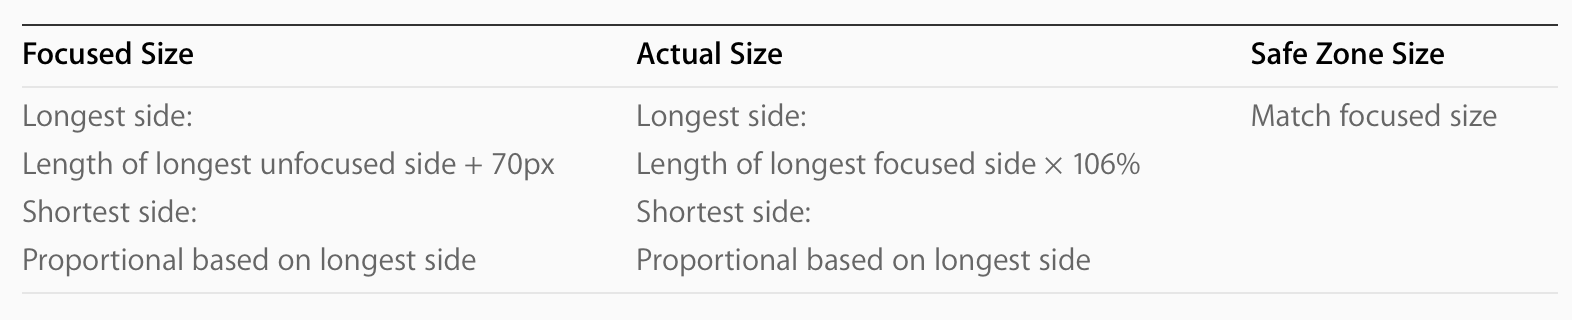 Focused Size
Actual Size
Safe Zone Size
Longest side:
Length of longest unfocused side + 70px
Shortest side:
Proportional based on longest side
Longest side:
Length of longest focused side × 106%
Shortest side:
Proportional based on longest side
Match focused size